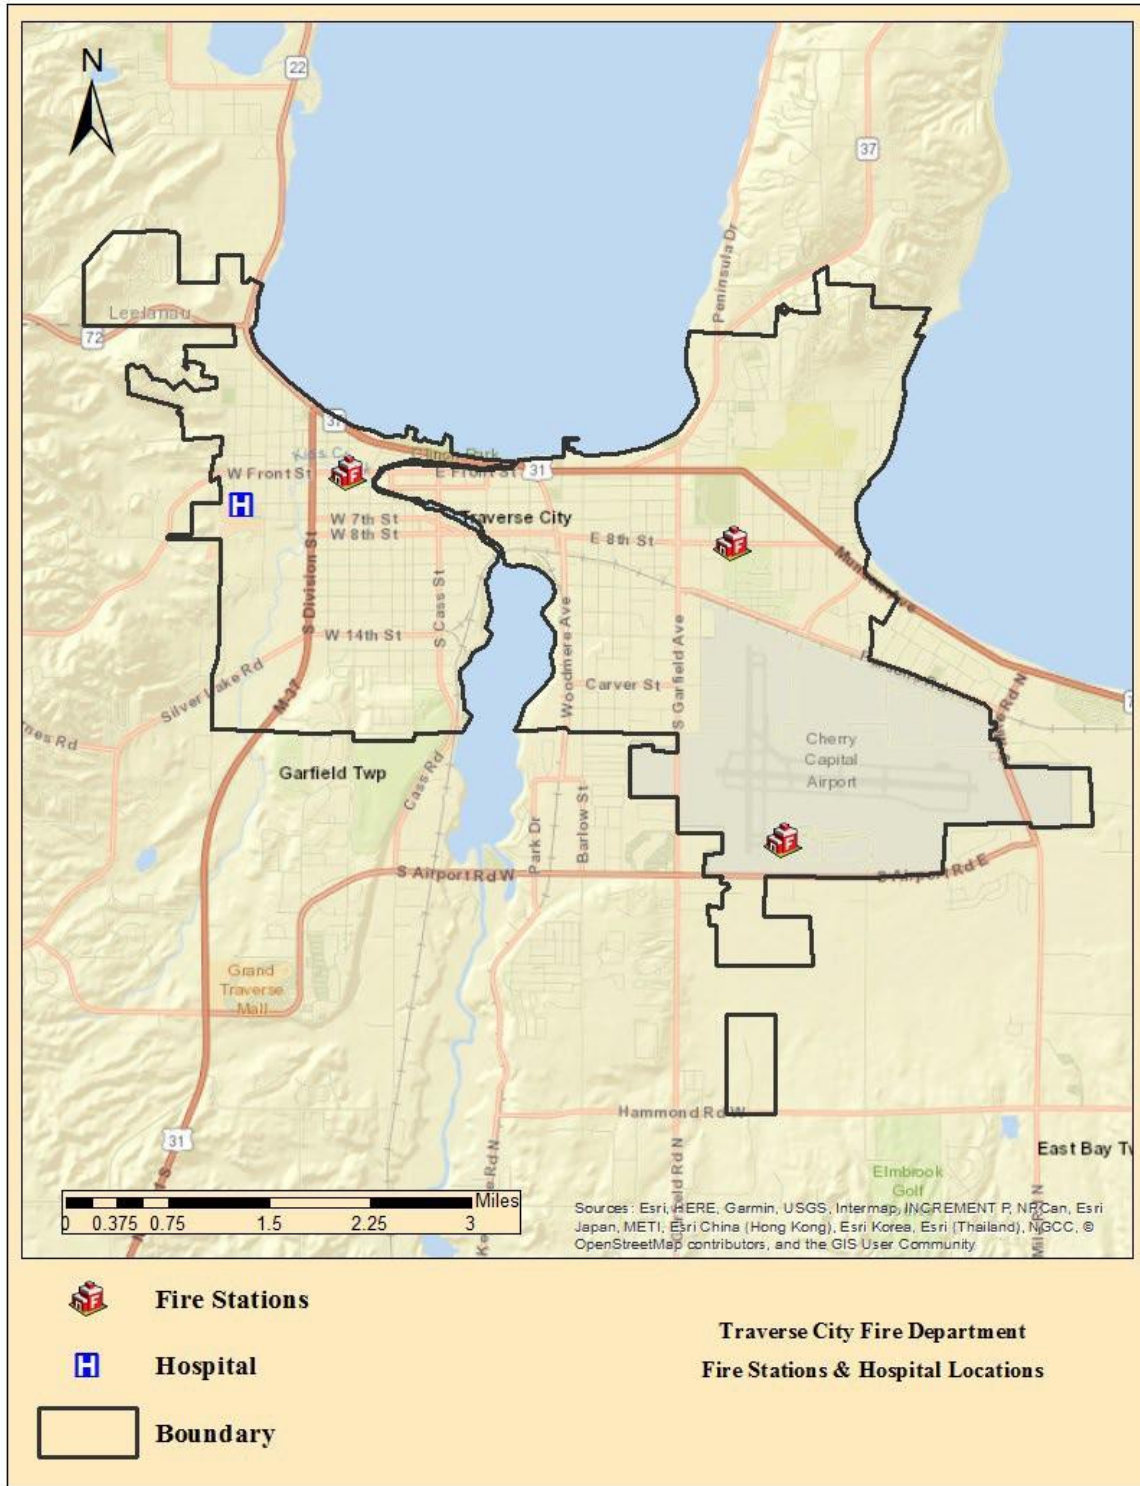 N
22
37
Peninsula Dr
Leelanau
72
37
W Front St
E Front St
31
H
W 7th St
W 8th St
Traverse City
E 8th St
Munson Ave
S Division St
S Cass St
Woodmere Ave
S Garfield Ave
W 14th St
Silver Lake Rd
M-37
Carver St
Garfield Twp
Cass Rd
Cherry
Capital
Airport
Park Dr
Barlow St
S Airport Rd W
S Airport Rd E
Grand
Traverse
Mall
Hammond Rd W
31
East Bay
Elmbrook
Golf
Miles
0 0.375 0.75 1.5 2.25 3
Sources: Esri, HERE, Garmin, USGS, Intermap, INCREMENT P, NRCan, Esri
Japan, METI, Esri China (Hong Kong), Esri Korea, Esri (Thailand), NGCC, ©
OpenStreetMap contributors, and the GIS User Community
Fire Stations
Hospital
Boundary
Traverse City Fire Department
Fire Stations & Hospital Locations